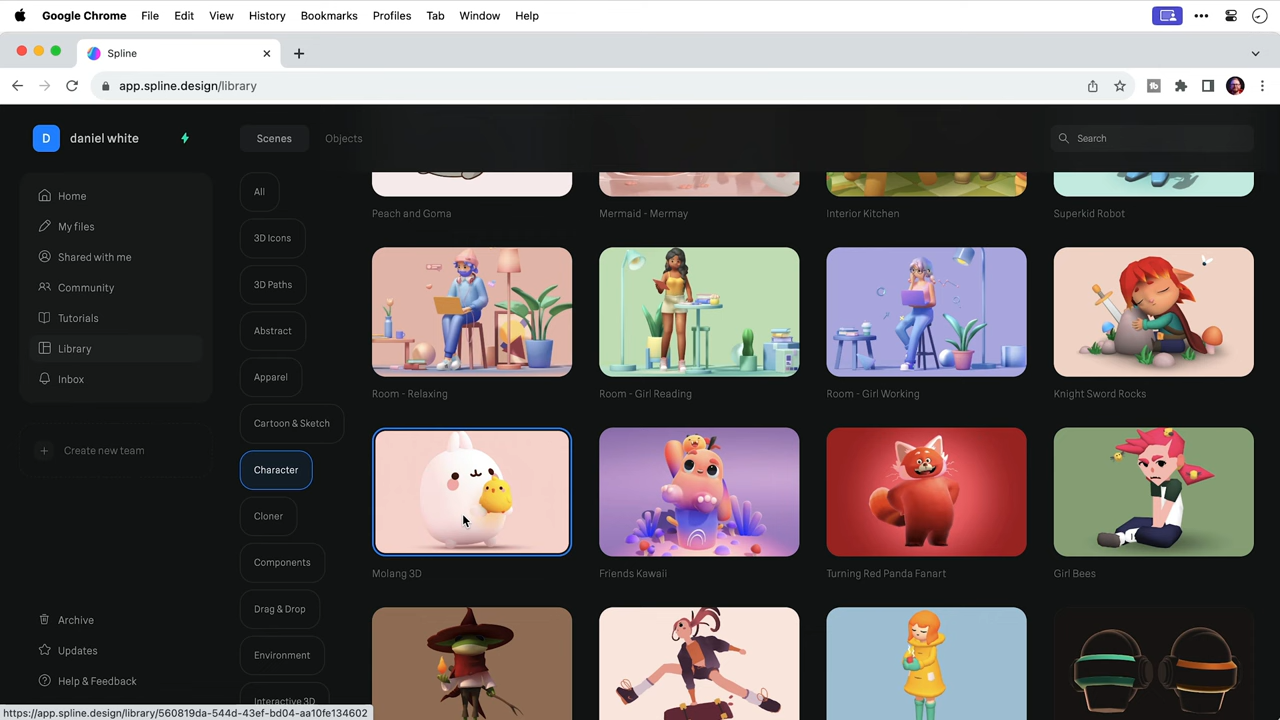 Google Chrome File Edit View History Bookmarks Profiles Tab Window Help
Spline
app.spline.design/library
D daniel white
Scenes Objects
Search
Home
My files
Shared with me
Community
Tutorials
Library
Inbox
Create new team
Archive
Updates
Help & Feedback
All
3D Icons
3D Paths
Abstract
Apparel
Cartoon & Sketch
Character
Cloner
Components
Drag & Drop
Environment
Interactive 3D
Peach and Goma Mermaid - Mermay Interior Kitchen Superkid Robot
Room - Relaxing Room - Girl Reading Room - Girl Working Knight Sword Rocks
Molang 3D Friends Kawaii Turning Red Panda Fanart Girl Bees
https://app.spline.design/library/560819da-544d-43ef-bd04-aa10fe134602